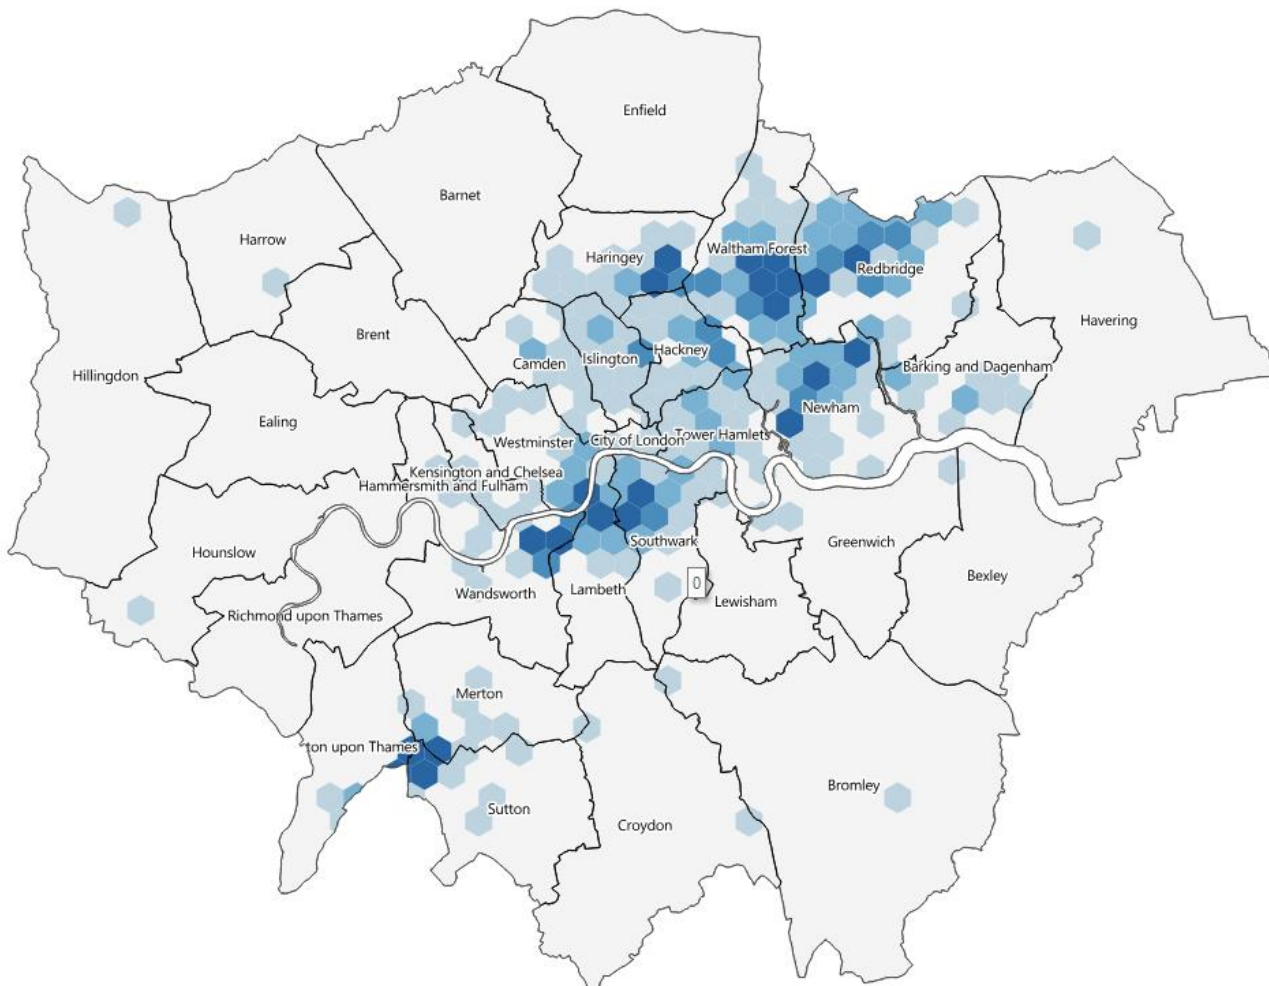 Enfield
Barnet
Harrow
Haringey
Waltham Forest
Redbridge
Havering
Brent
Hillingdon
Camden
Islington
Hackney
Barking and Dagenham
Ealing
Newham
Westminster
City of London
Tower Hamlets
Kensington and Chelsea
Hammersmith and Fulham
Hounslow
Southwark
Greenwich
Bexley
Richmond upon Thames
Wandsworth
Lambeth
0
Lewisham
Merton
ton upon Thames
Sutton
Croydon
Bromley